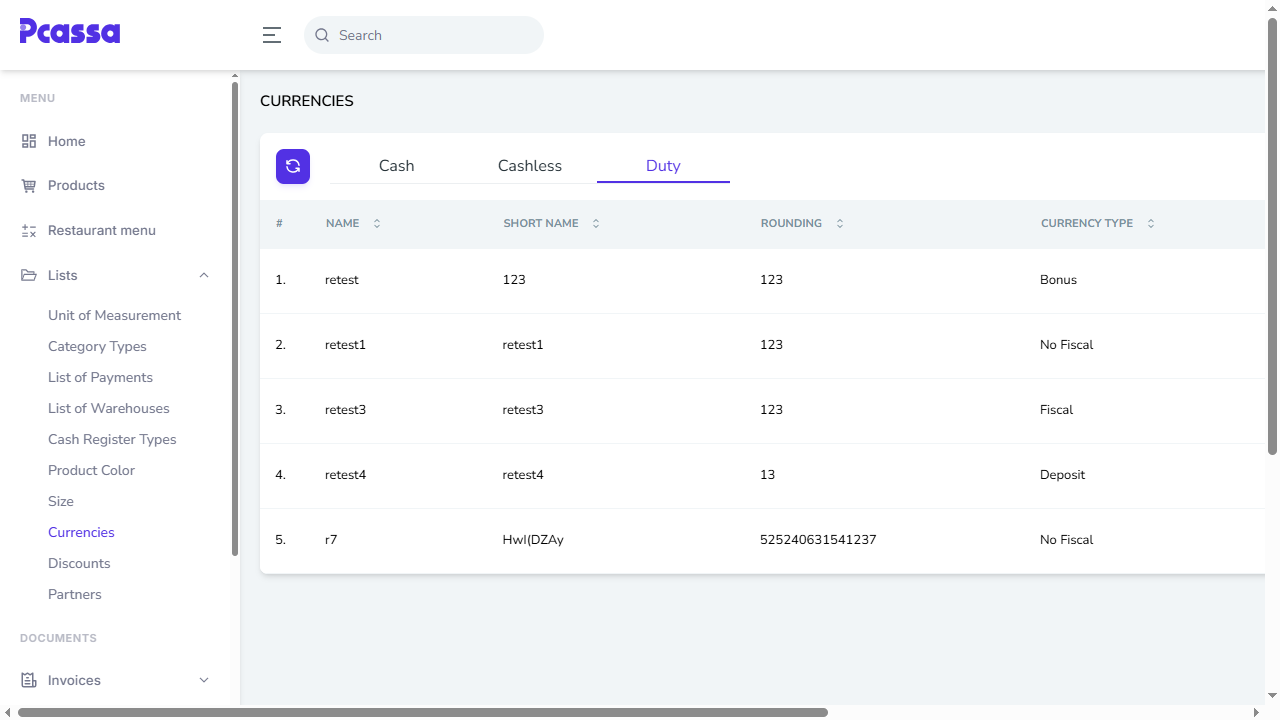 Pcassa
Search
MENU
Home
Products
Restaurant menu
Lists
Unit of Measurement
Category Types
List of Payments
List of Warehouses
Cash Register Types
Product Color
Size
Currencies
Discounts
Partners
DOCUMENTS
Invoices
CURRENCIES
Cash Cashless Duty
# NAME SHORT NAME ROUNDING CURRENCY TYPE
1. retest 123 123 Bonus
2. retest1 retest1 123 No Fiscal
3. retest3 retest3 123 Fiscal
4. retest4 retest4 13 Deposit
5. r7 HwI(DZAy 525240631541237 No Fiscal